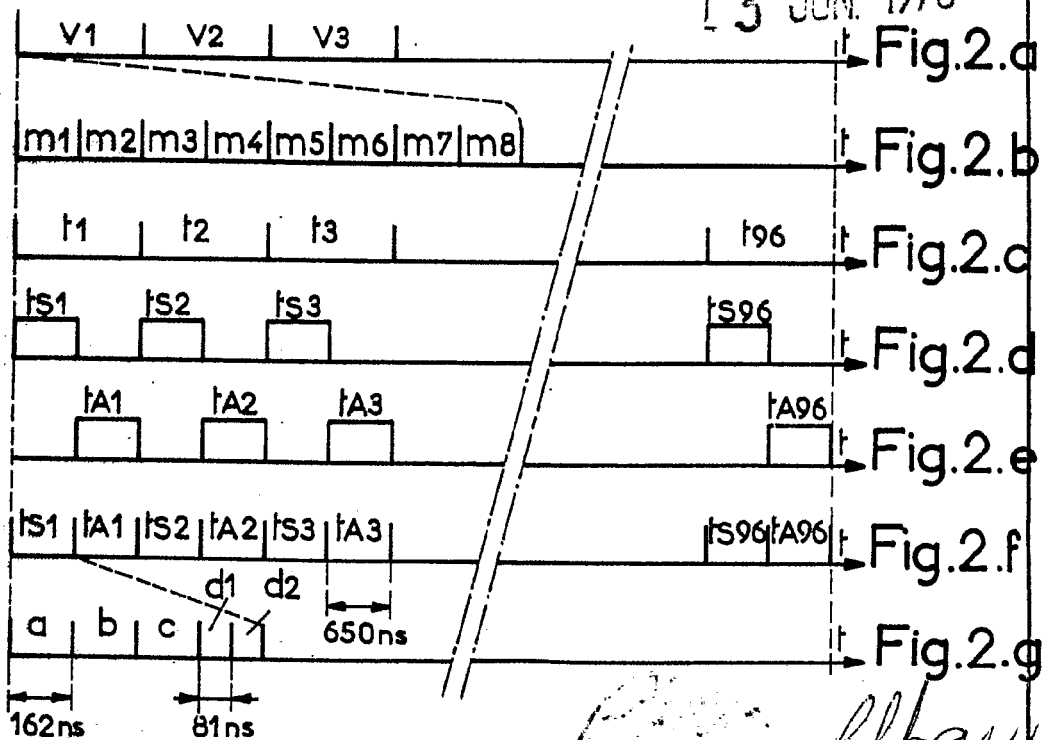 V1 V2 V3 t Fig.2.a
m1 m2 m3 m4 m5 m6 m7 m8 t Fig.2.b
t1 t2 t3 t96 t Fig.2.c
tS1 tS2 tS3 tS96 t Fig.2.d
tA1 tA2 tA3 tA96 t Fig.2.e
tS1 tA1 tS2 tA2 tS3 tA3 tS96 tA96 t Fig.2.f
d1 d2
650ns
a b c t Fig.2.g
162ns 81ns